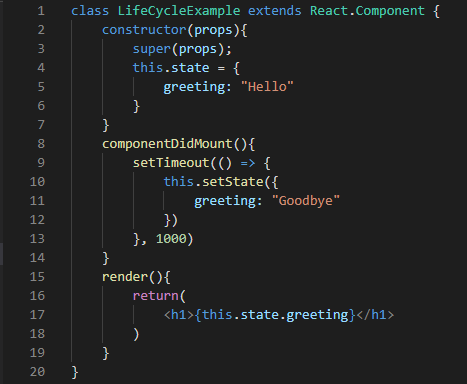 1 class LifeCycleExample extends React.Component {
2     constructor(props){
3         super(props);
4         this.state = {
5             greeting: "Hello"
6         }
7     }
8     componentDidMount(){
9         setTimeout(() => {
10             this.setState({
11                 greeting: "Goodbye"
12             })
13         }, 1000)
14     }
15     render(){
16         return(
17             <h1>{this.state.greeting}</h1>
18         )
19     }
20 }